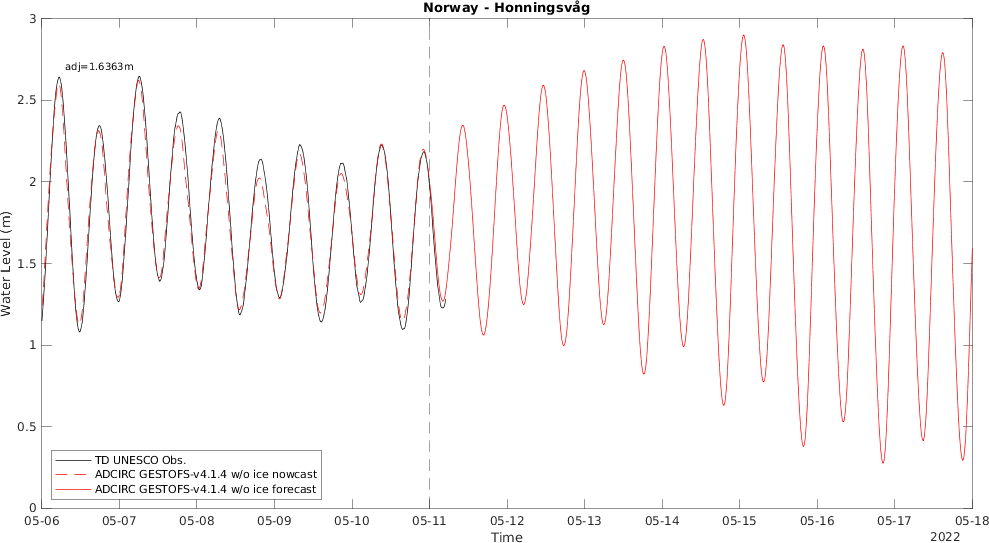 Norway - Honningsvåg
3
adj=1.6363m
2.5
2
Water Level (m)
1.5
1
0.5
TD UNESCO Obs.
ADCIRC GESTOFS-v4.1.4 w/o ice nowcast
ADCIRC GESTOFS-v4.1.4 w/o ice forecast
0
05-06 05-07 05-08 05-09 05-10 05-11 05-12 05-13 05-14 05-15 05-16 05-17 05-18
Time
2022